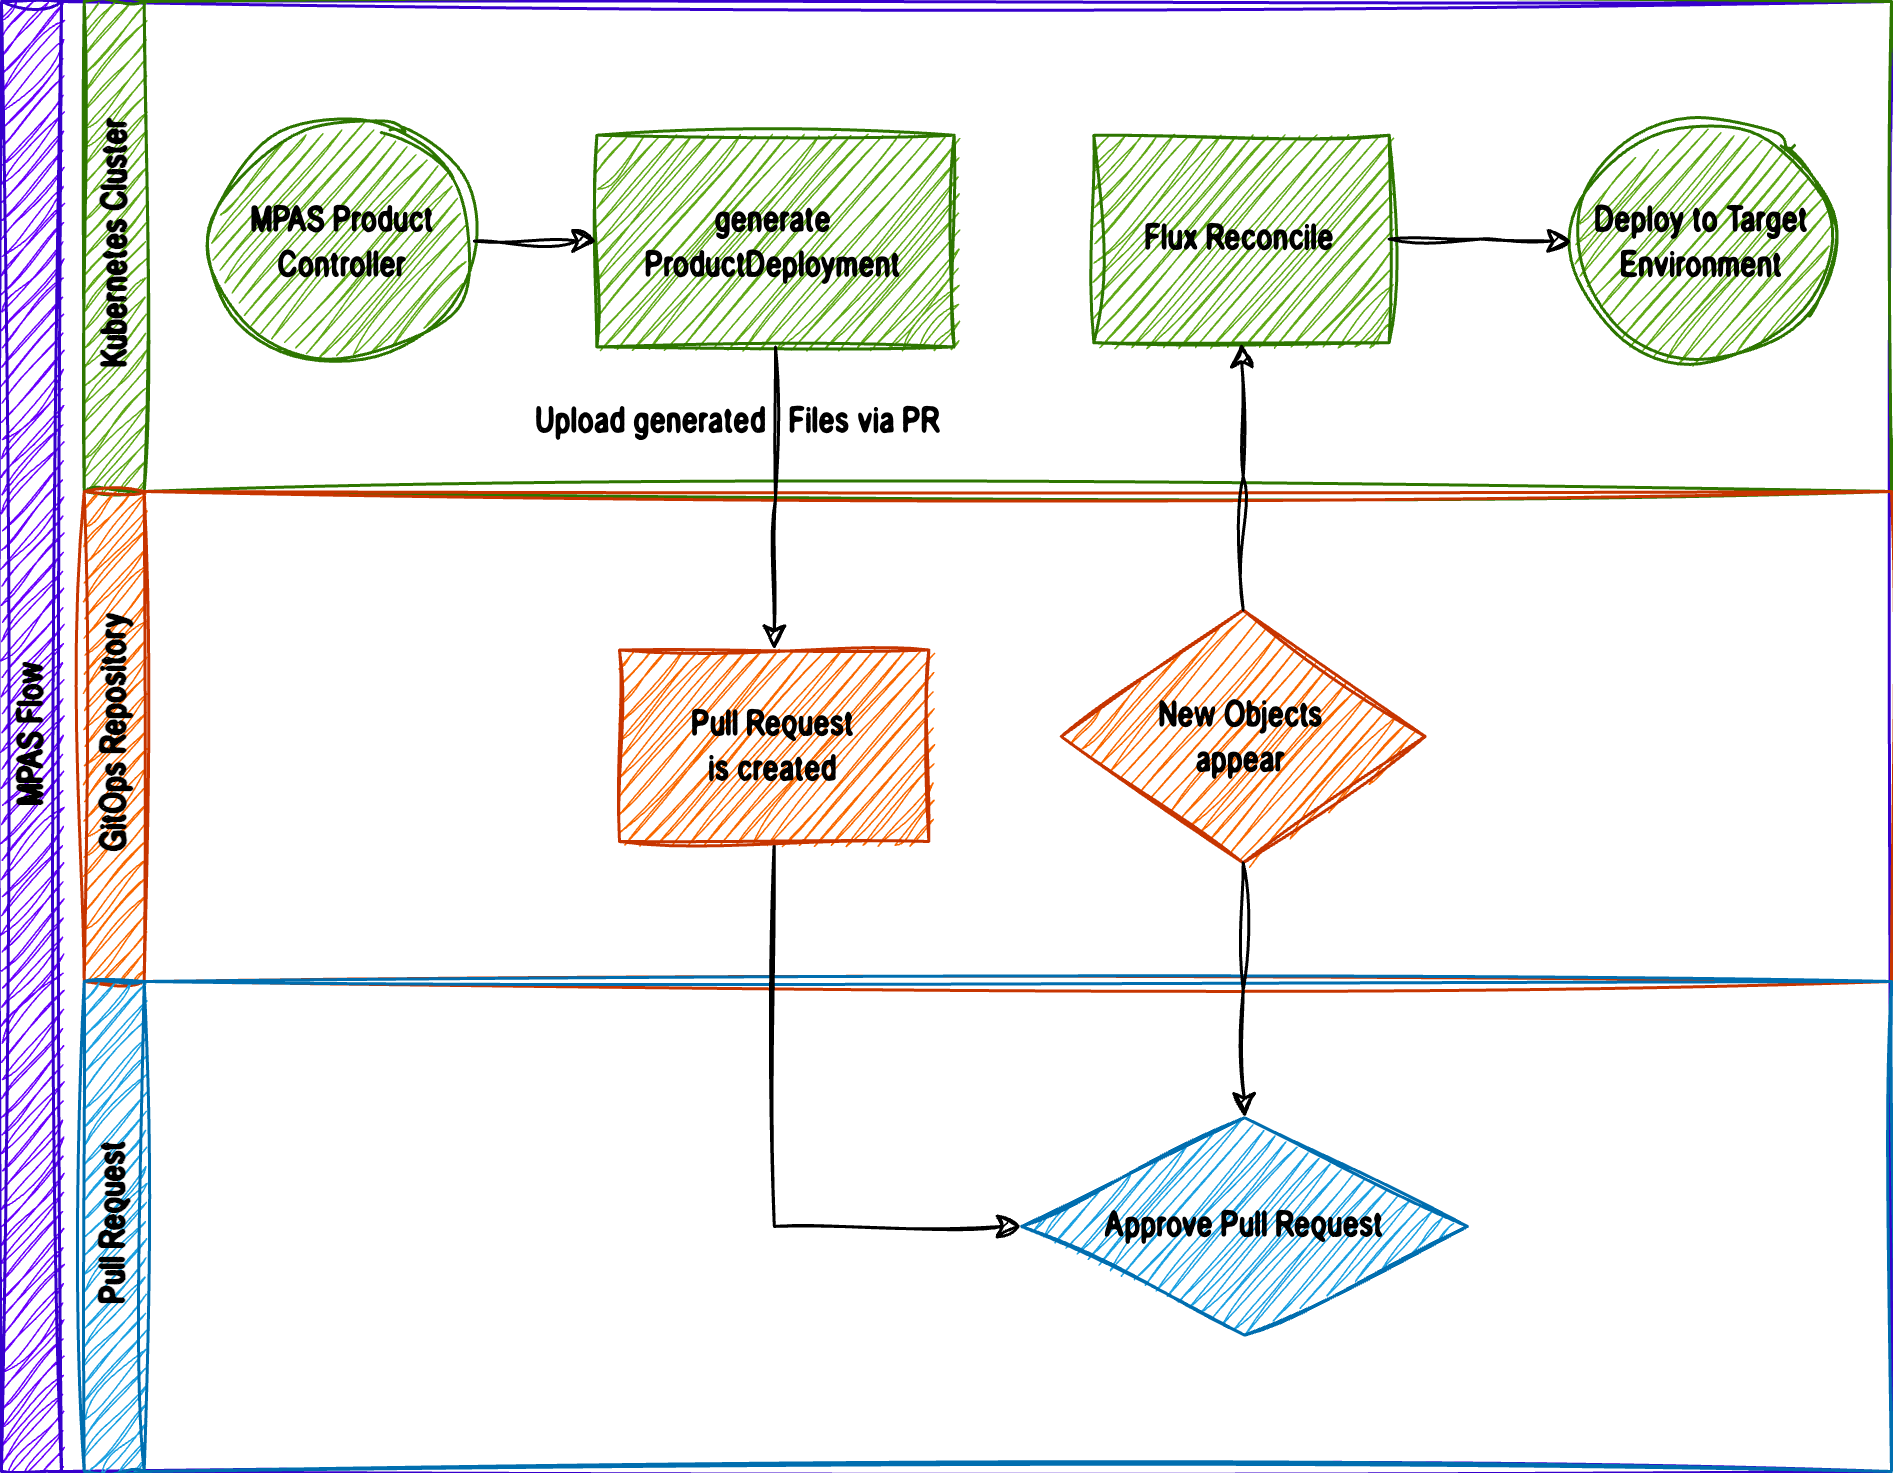 MPAS Flow
Kubernetes Cluster
MPAS Product
Controller
generate
ProductDeployment
Flux Reconcile
Deploy to Target
Environment
Upload generated Files via PR
GitOps Repository
Pull Request
is created
New Objects
appear
Pull Request
Approve Pull Request